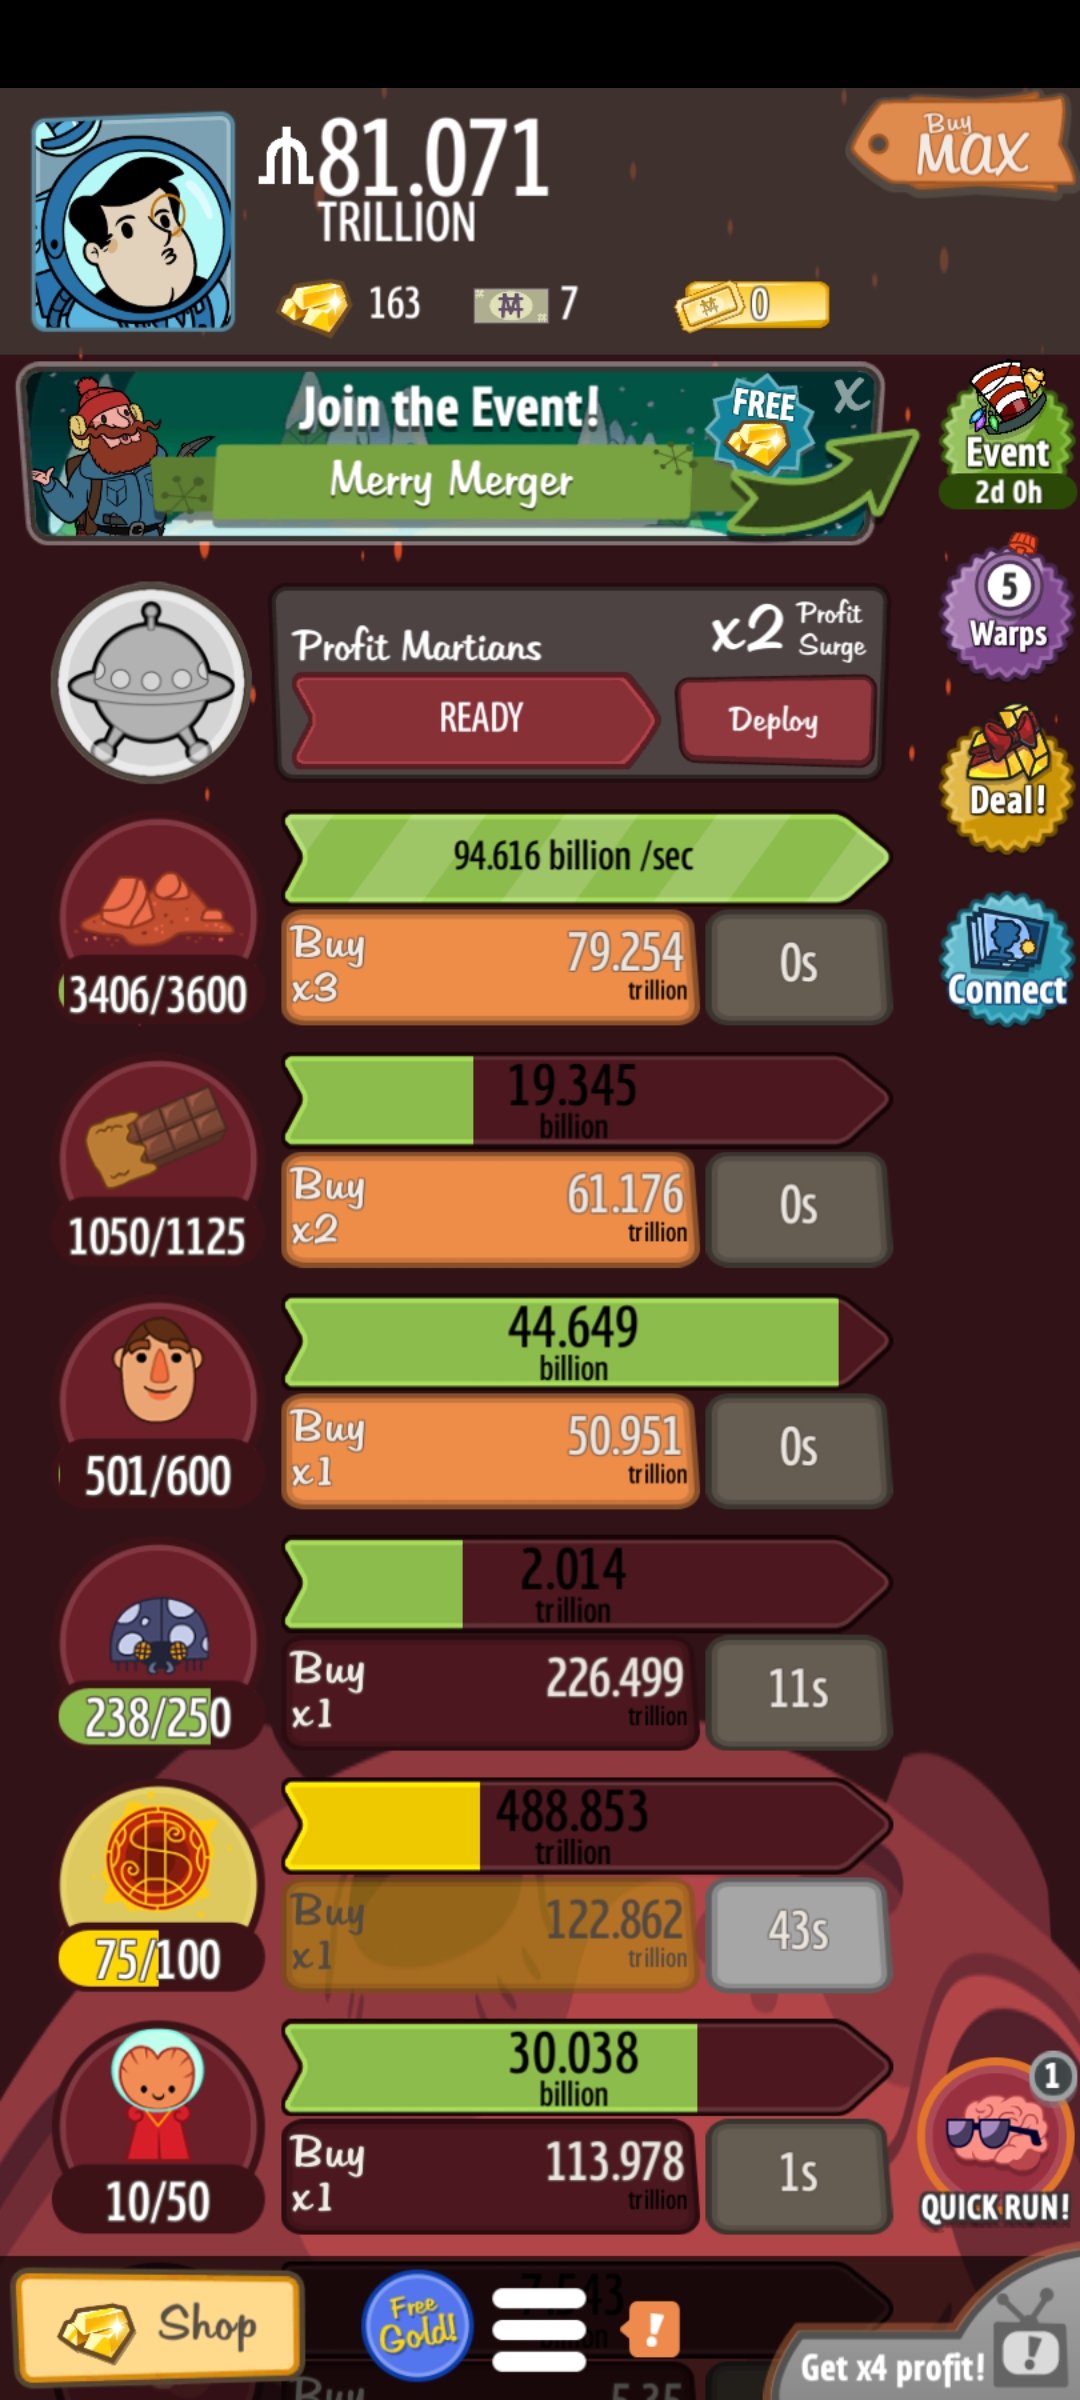 81.071
TRILLION
Buy
MAX
163
7
0
Join the Event!
FREE
X
Merry Merger
Event
2d 0h
5
Warps
Profit Martians
x2 Profit Surge
READY
Deploy
Deal!
94.616 billion /sec
Buy
x3
79.254
trillion
0s
3406/3600
Connect
19.345
billion
Buy
x2
61.176
trillion
0s
1050/1125
44.649
billion
Buy
x1
50.951
trillion
0s
501/600
2.014
trillion
Buy
x1
226.499
trillion
11s
238/250
488.853
trillion
Buy
x1
122.862
trillion
43s
75/100
30.038
billion
Buy
x1
113.978
trillion
1s
10/50
1
QUICK RUN!
Shop
Free
Gold!
!
Get x4 profit!
!
Buy